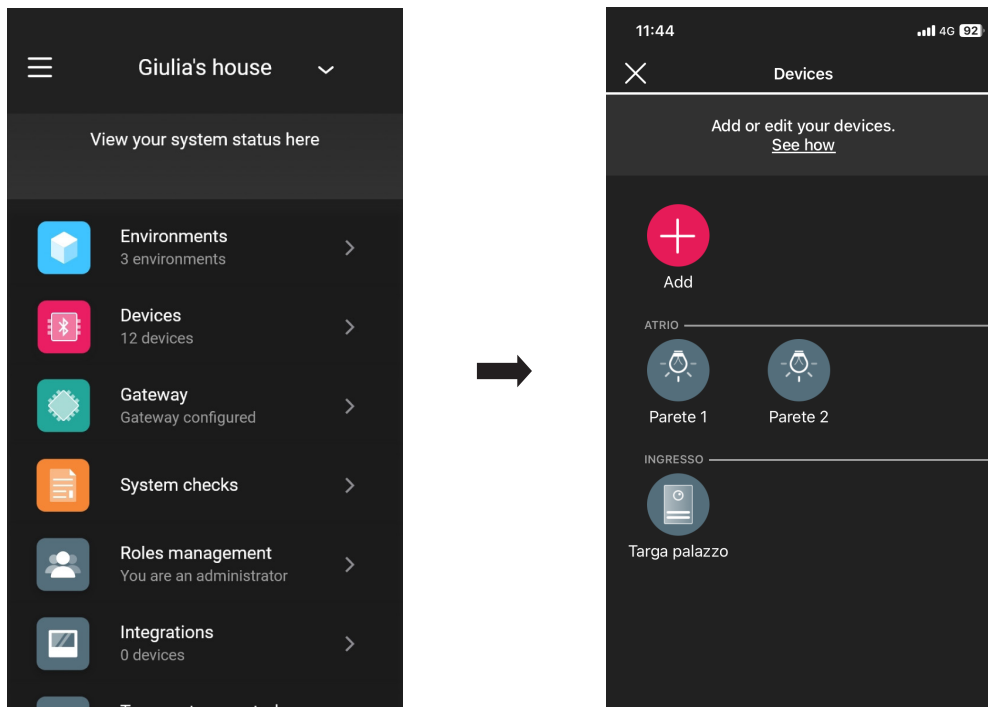 Giulia's house
View your system status here
Environments
3 environments
Devices
12 devices
Gateway
Gateway configured
System checks
Roles management
You are an administrator
Integrations
0 devices
11:44
4G 92
Devices
Add or edit your devices.
See how
Add
ATRIO
Parete 1 Parete 2
INGRESSO
Targa palazzo